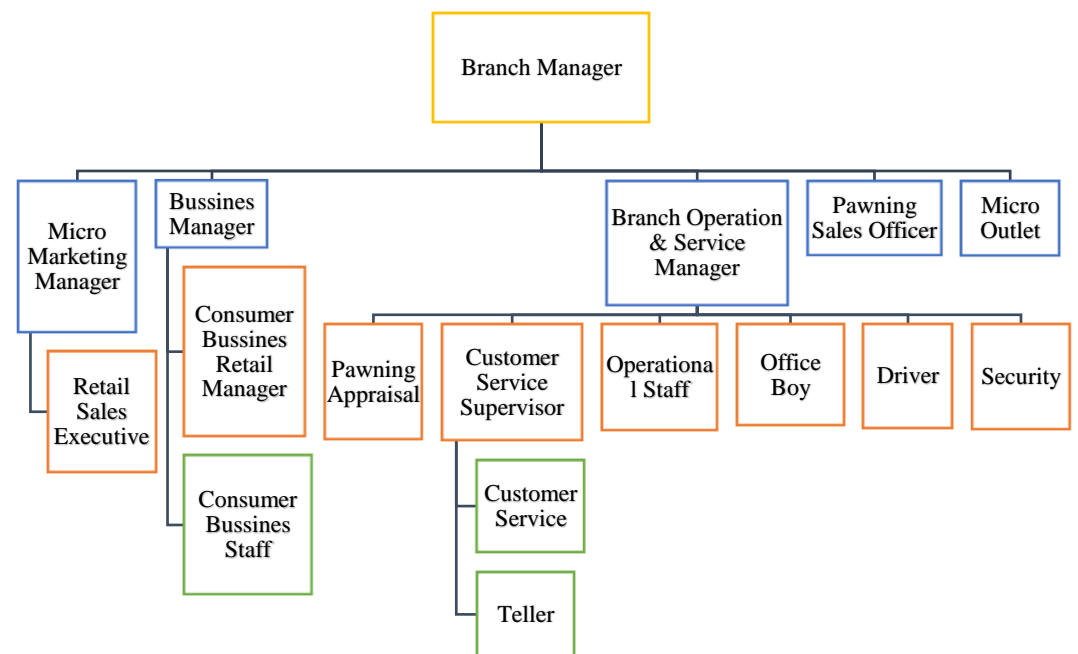 Branch Manager
Micro
Marketing
Manager
Bussines
Manager
Branch Operation
& Service
Manager
Pawning
Sales Officer
Micro
Outlet
Retail
Sales
Executive
Consumer
Bussines
Retail
Manager
Consumer
Bussines
Staff
Pawning
Appraisal
Customer
Service
Supervisor
Operationa
l Staff
Office
Boy
Driver
Security
Customer
Service
Teller